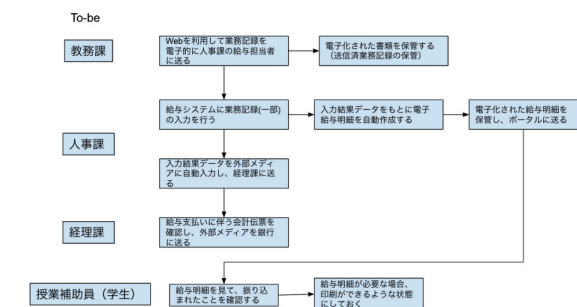 To-be
教務課
Webを利用して業務記録を
電子的に人事課の給与担当者
に送る
電子化された書類を保管する
（送信済業務記録の保管）
給与システムに業務記録(一部)
の入力を行う
入力結果データをもとに電子
給与明細を自動作成する
電子化された給与明細を
保管し、ポータルに送る
人事課
入力結果データを外部メディ
アに自動入力し、経理課に送
る
経理課
給与支払いに伴う会計伝票を
確認し、外部メディアを銀行
に送る
授業補助員（学生）
給与明細を見て、振り込
まれたことを確認する
給与明細が必要な場合、
印刷ができるような状態
にしておく